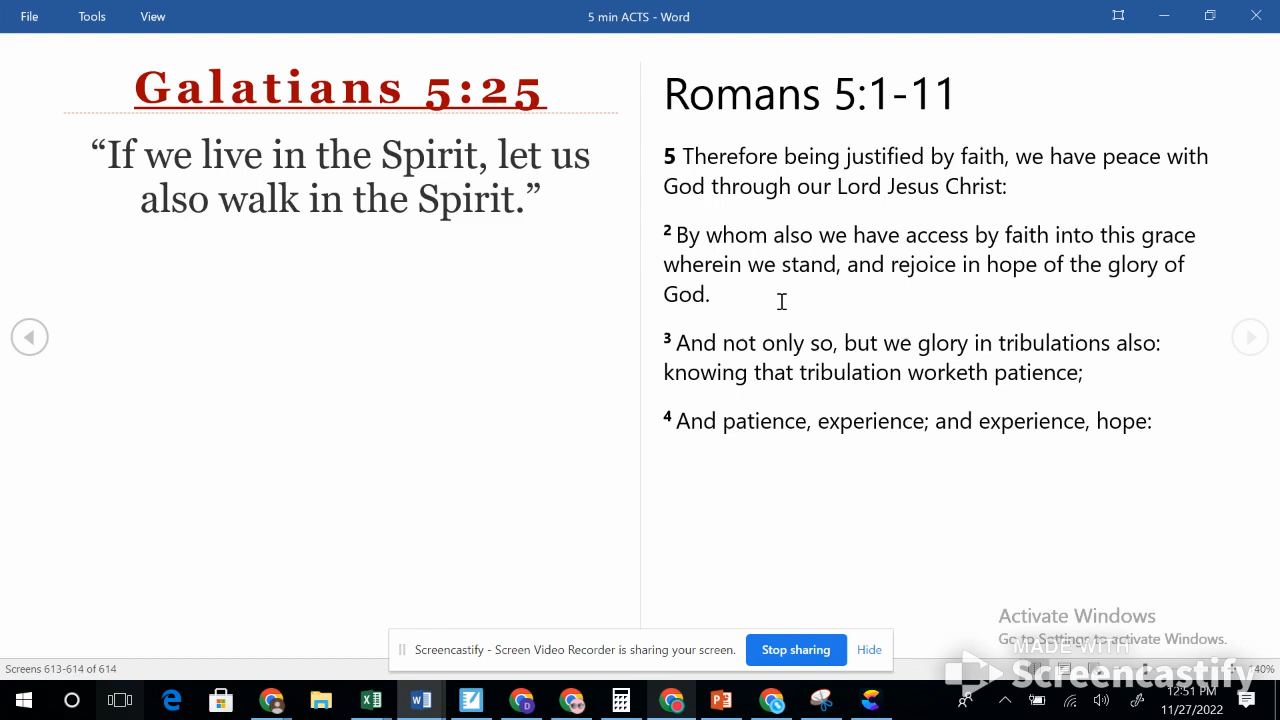 File Tools View
5 min ACTS - Word
Galatians 5:25
“If we live in the Spirit, let us
also walk in the Spirit.”
Romans 5:1-11
5 Therefore being justified by faith, we have peace with
God through our Lord Jesus Christ:
2 By whom also we have access by faith into this grace
wherein we stand, and rejoice in hope of the glory of
God.
3 And not only so, but we glory in tribulations also:
knowing that tribulation worketh patience;
4 And patience, experience; and experience, hope:
Activate Windows
Go to Settings to activate Windows.
MADE WITH
Screencastify
Screencastify - Screen Video Recorder is sharing your screen. Stop sharing Hide
Screens 613-614 of 614
140%
12:51 PM
11/27/2022